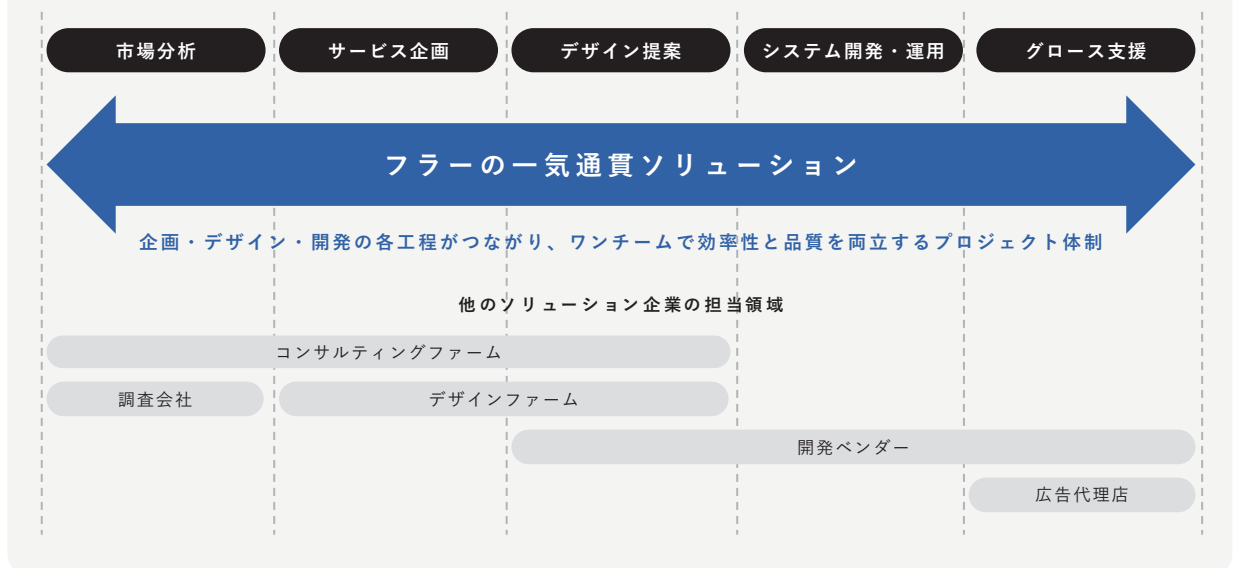 市場分析
サービス企画
デザイン提案
システム開発・運用
グロース支援
フラーの一気通貫ソリューション
企画・デザイン・開発の各工程がつながり、ワンチームで効率性と品質を両立するプロジェクト体制
他のソリューション企業の担当領域
コンサルティングファーム
調査会社
デザインファーム
開発ベンダー
広告代理店